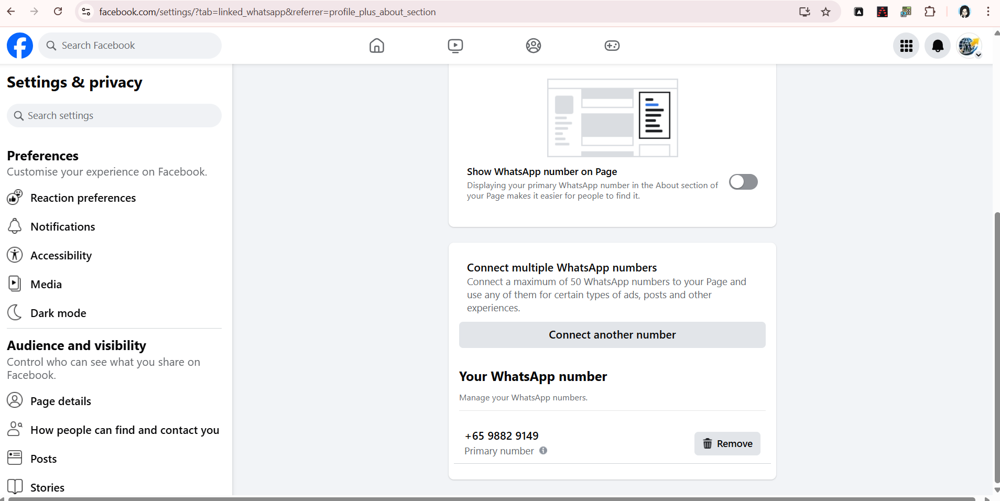 facebook.com/settings/?tab=linked_whatsapp&referrer=profile_plus_about_section
Search Facebook
Settings & privacy
Search settings
Preferences
Customise your experience on Facebook.
Reaction preferences
Notifications
Accessibility
Media
Dark mode
Audience and visibility
Control who can see what you share on
Facebook.
Page details
How people can find and contact you
Posts
Stories
Show WhatsApp number on Page
Displaying your primary WhatsApp number in the About section of
your Page makes it easier for people to find it.
Connect multiple WhatsApp numbers
Connect a maximum of 50 WhatsApp numbers to your Page and
use any of them for certain types of ads, posts and other
experiences.
Connect another number
Your WhatsApp number
Manage your WhatsApp numbers.
+65 9882 9149
Primary number
Remove